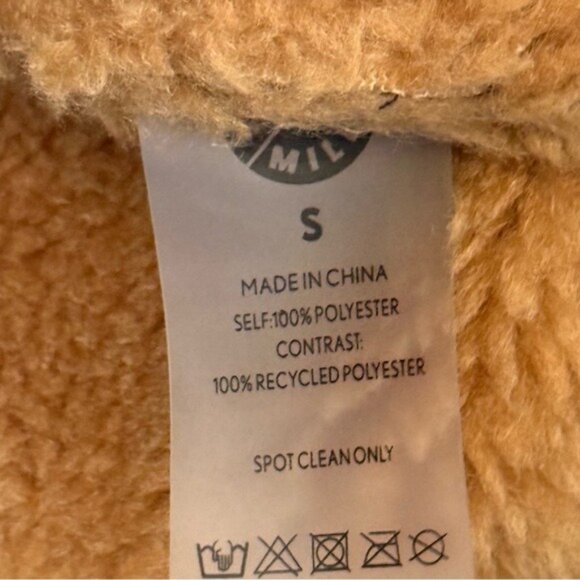 MIL
S
MADE IN CHINA
SELF:100% POLYESTER
CONTRAST:
100% RECYCLED POLYESTER
SPOT CLEAN ONLY